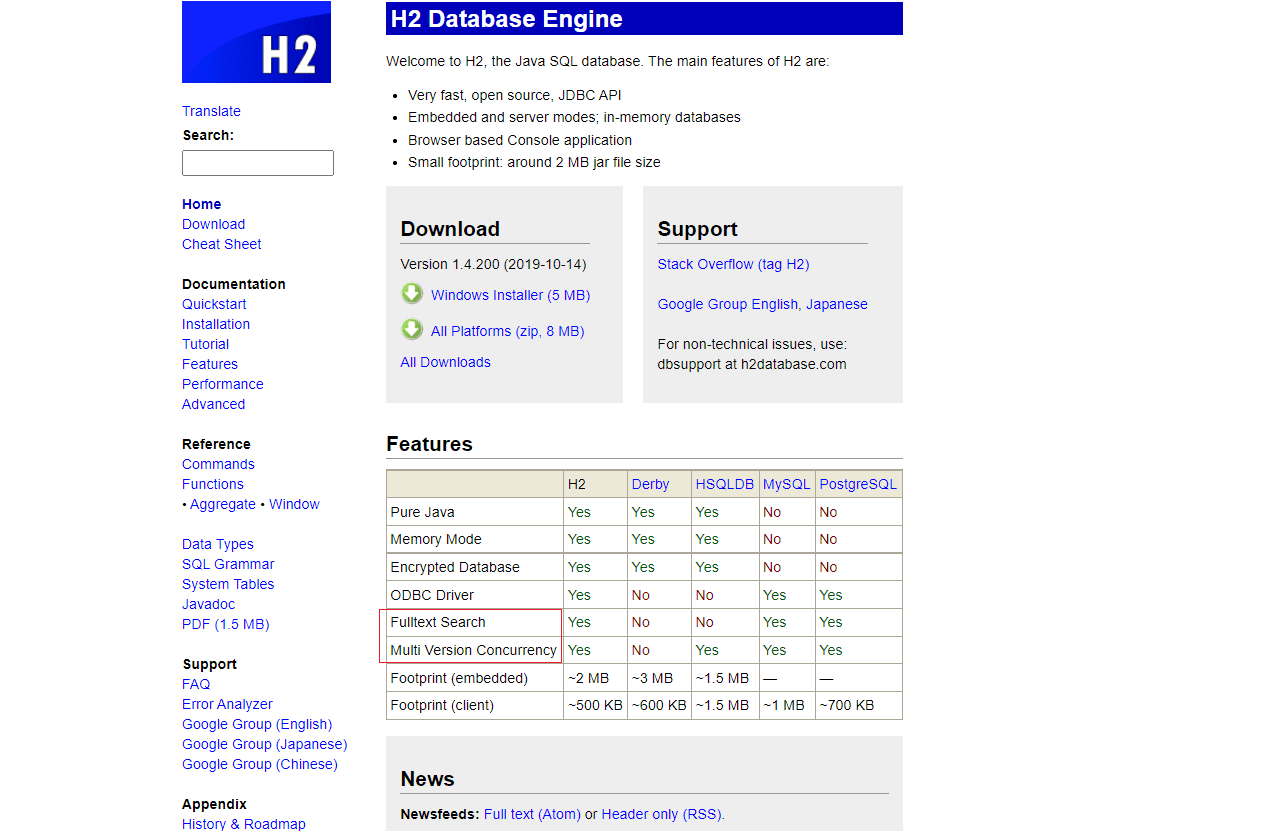 H2
Translate
Search:
Home
Download
Cheat Sheet
Documentation
Quickstart
Installation
Tutorial
Features
Performance
Advanced
Reference
Commands
Functions
• Aggregate • Window
Data Types
SQL Grammar
System Tables
Javadoc
PDF (1.5 MB)
Support
FAQ
Error Analyzer
Google Group (English)
Google Group (Japanese)
Google Group (Chinese)
Appendix
History & Roadmap
H2 Database Engine
Welcome to H2, the Java SQL database. The main features of H2 are:
• Very fast, open source, JDBC API
• Embedded and server modes; in-memory databases
• Browser based Console application
• Small footprint: around 2 MB jar file size
Download
Version 1.4.200 (2019-10-14)
Windows Installer (5 MB)
All Platforms (zip, 8 MB)
All Downloads
Support
Stack Overflow (tag H2)
Google Group English, Japanese
For non-technical issues, use:
dbsupport at h2database.com
Features
H2 Derby HSQLDB MySQL PostgreSQL
Pure Java Yes Yes Yes No No
Memory Mode Yes Yes Yes No No
Encrypted Database Yes Yes Yes No No
ODBC Driver Yes No No Yes Yes
Fulltext Search Yes No No Yes Yes
Multi Version Concurrency Yes No Yes Yes Yes
Footprint (embedded) ~2 MB ~3 MB ~1.5 MB — —
Footprint (client) ~500 KB ~600 KB ~1.5 MB ~1 MB ~700 KB
News
Newsfeeds: Full text (Atom) or Header only (RSS).